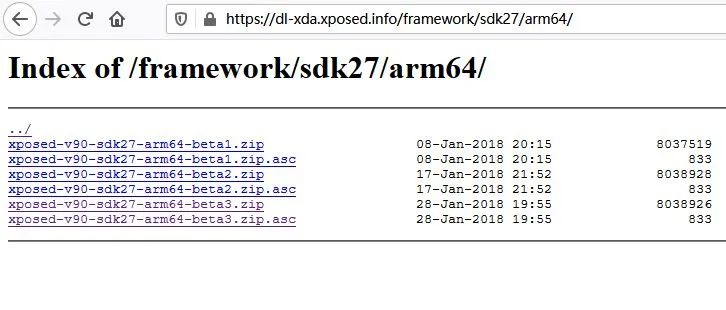 https://dl-xda.xposed.info/framework/sdk27/arm64/
Index of /framework/sdk27/arm64/
../
xposed-v90-sdk27-arm64-beta1.zip 08-Jan-2018 20:15 8037519
xposed-v90-sdk27-arm64-beta1.zip.asc 08-Jan-2018 20:15 833
xposed-v90-sdk27-arm64-beta2.zip 17-Jan-2018 21:52 8038928
xposed-v90-sdk27-arm64-beta2.zip.asc 17-Jan-2018 21:52 833
xposed-v90-sdk27-arm64-beta3.zip 28-Jan-2018 19:55 8038926
xposed-v90-sdk27-arm64-beta3.zip.asc 28-Jan-2018 19:55 833